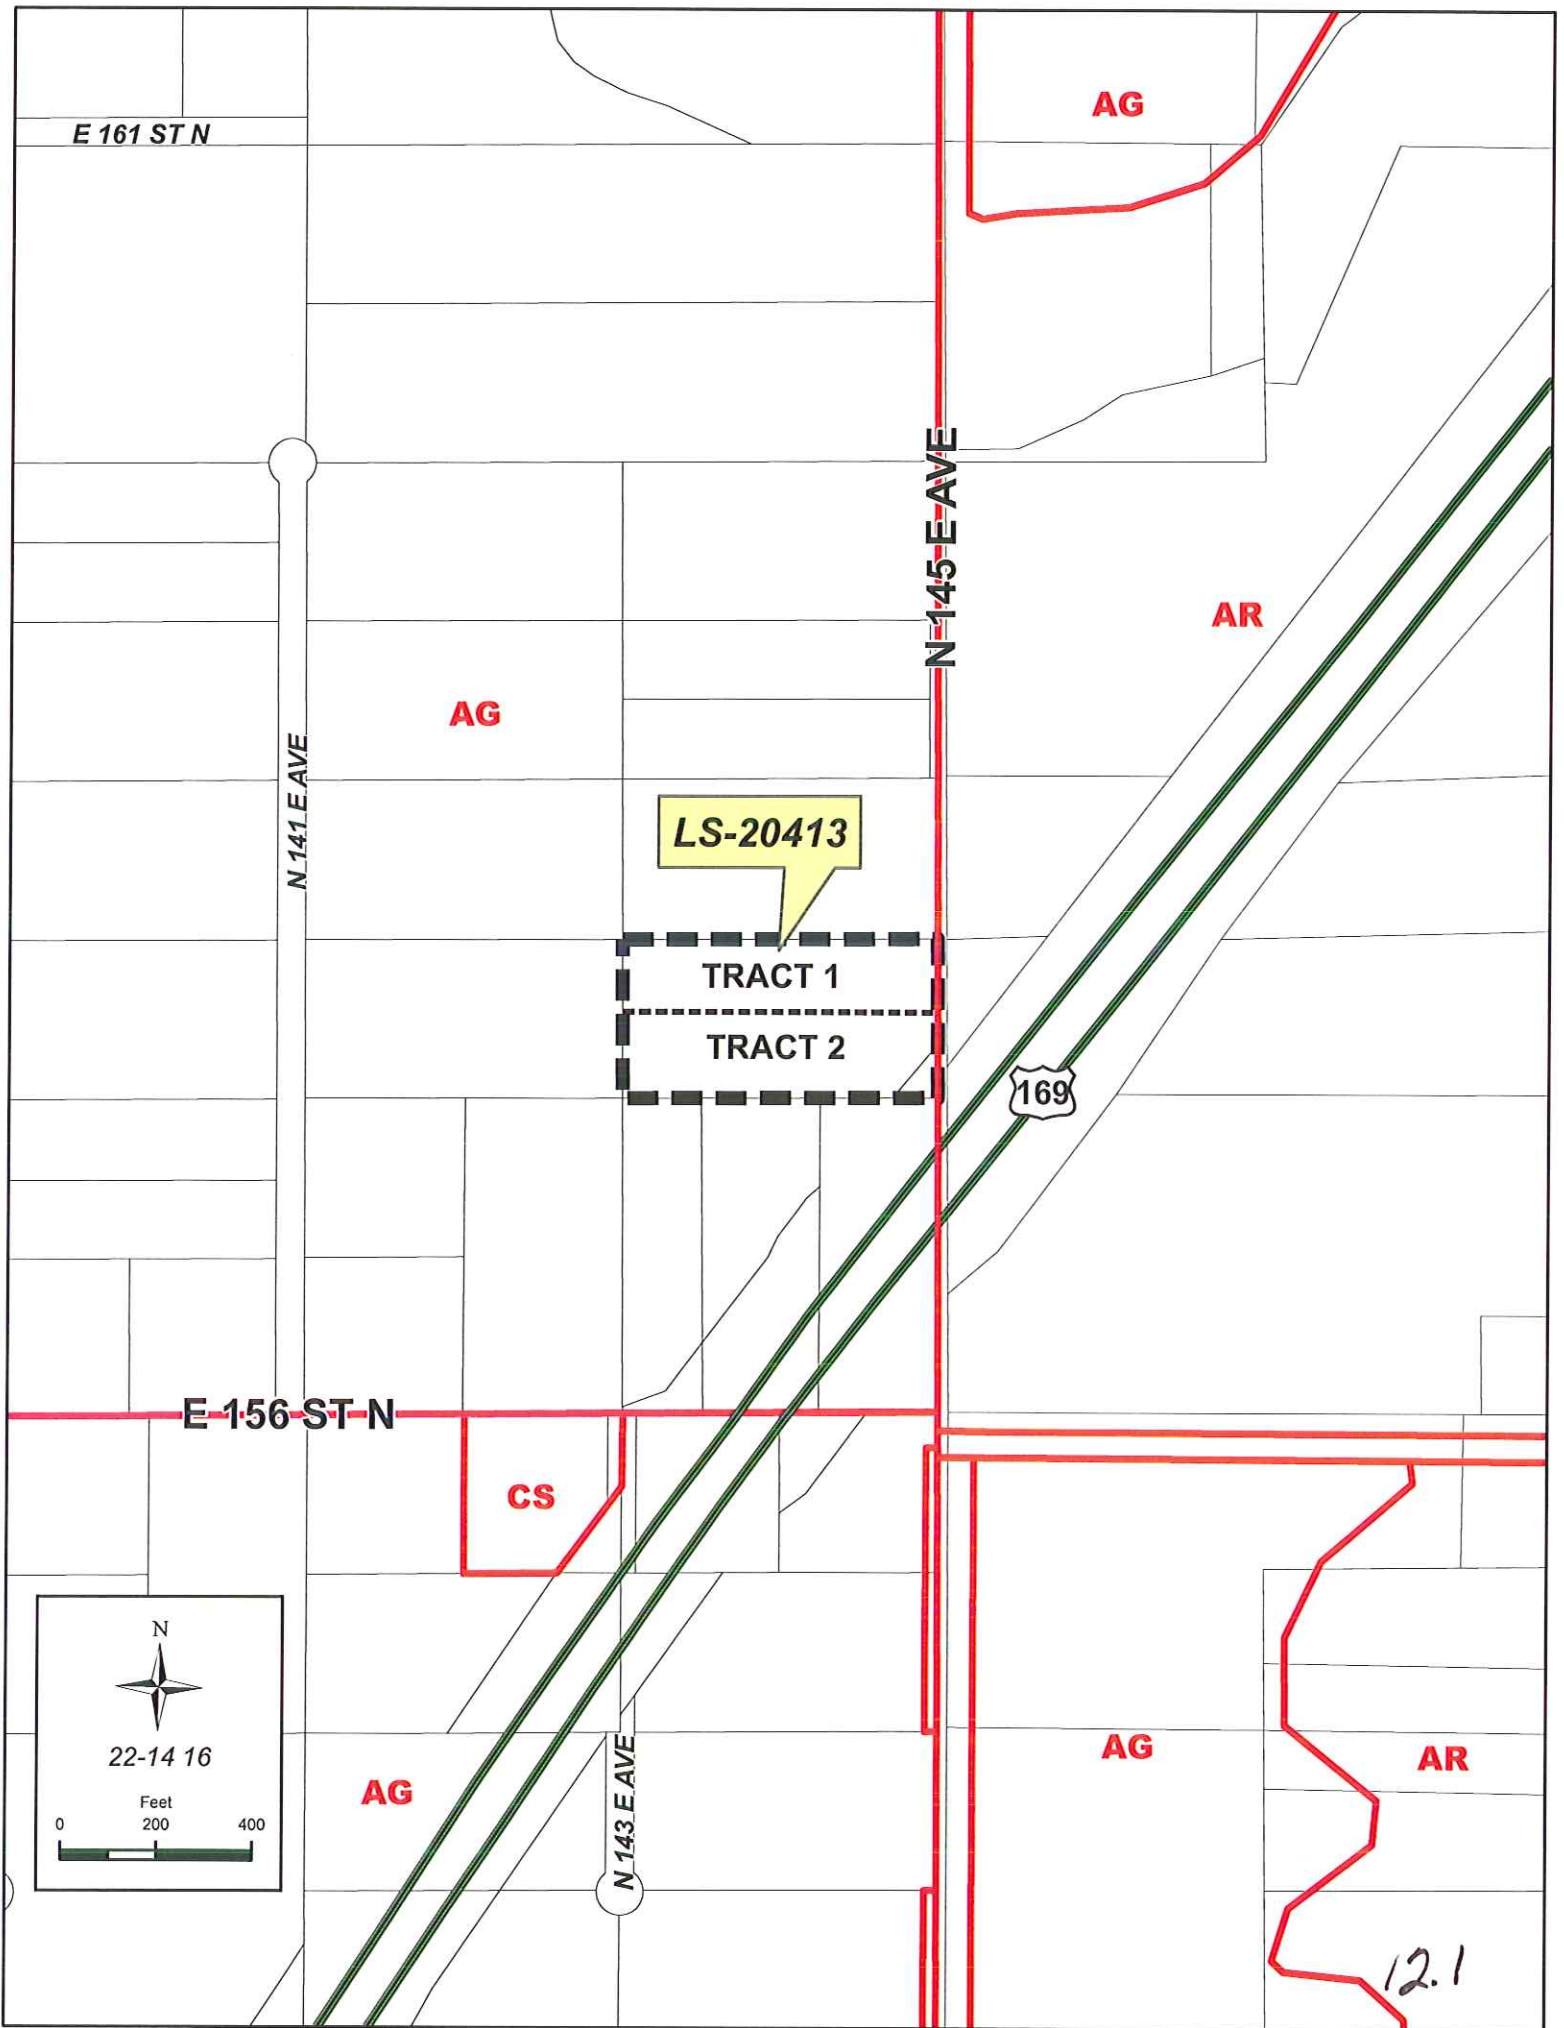 AG
E 161 ST N
N 145 E AVE
AR
AG
N 141 E AVE
LS-20413
TRACT 1
TRACT 2
169
E 156 ST N
CS
N
22-14 16
Feet
0 200 400
AG
N 143 E AVE
AG
AR
12.1